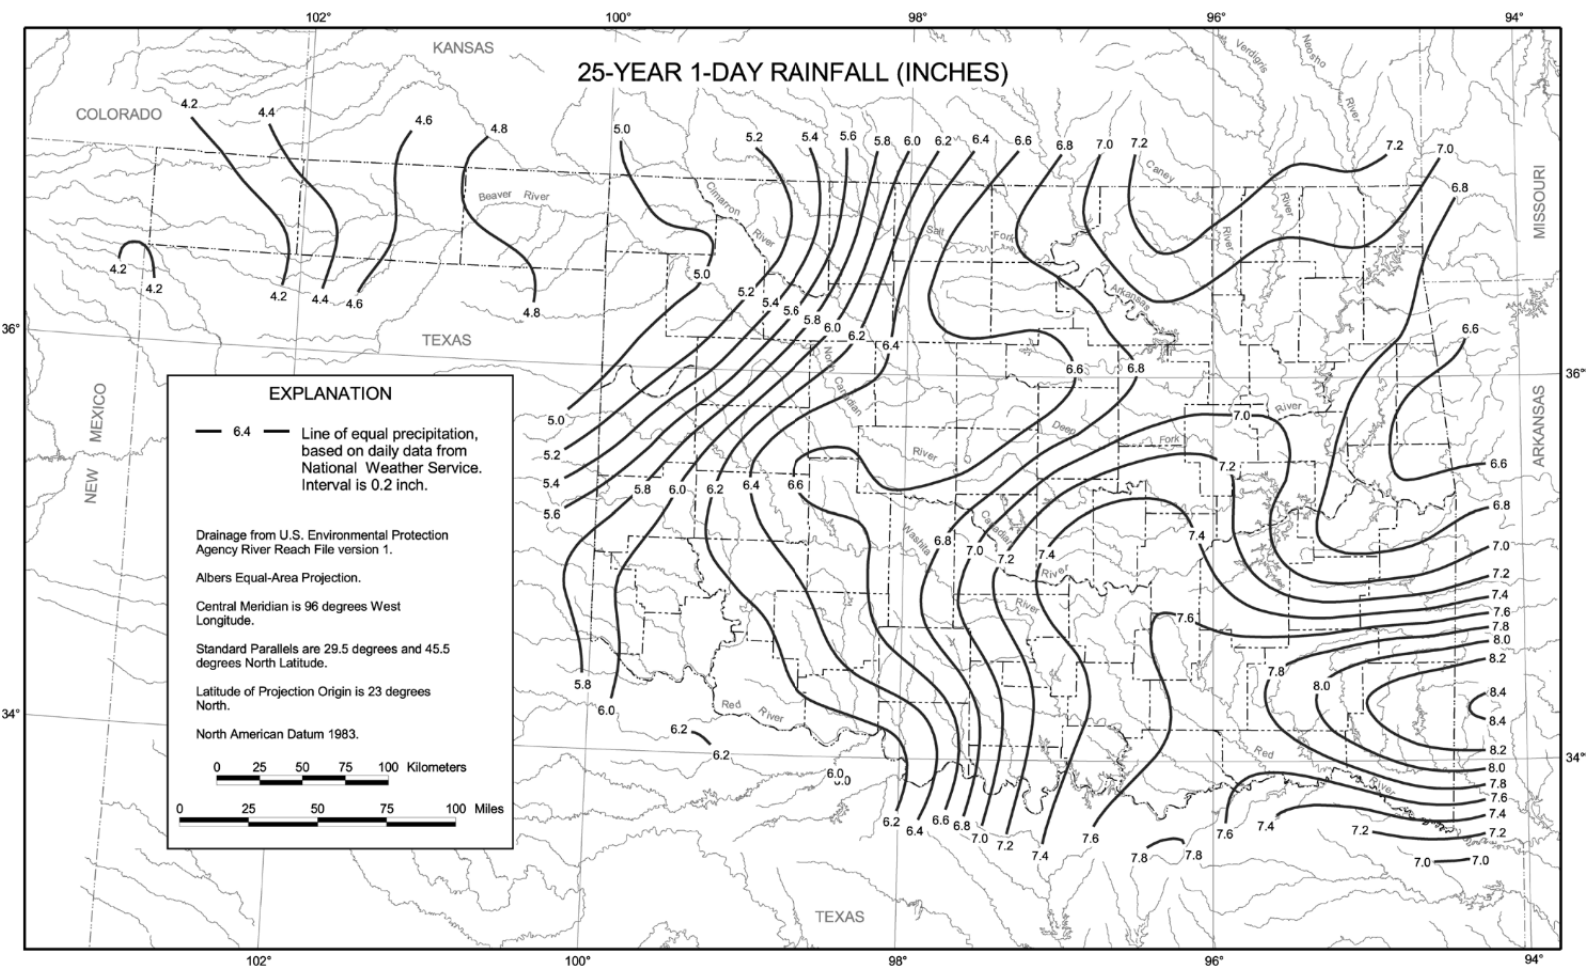 102°
100°
98°
96°
94°
KANSAS
Verdigris
Neosho
25-YEAR 1-DAY RAINFALL (INCHES)
River
COLORADO
4.2
4.4
4.6
4.8
5.0
5.2
5.4
5.6
5.8
6.0
6.2
6.4
6.6
6.8
7.0
7.2
7.2
7.0
6.8
MISSOURI
Caney
Beaver River
Cimarron
River
River
River
Salt
Fork
4.2
4.2
4.2
4.4
4.6
4.8
5.0
5.2
5.4
5.6
5.8
6.0
6.2
6.4
Arkansas
36°
TEXAS
6.6
6.6
6.8
36°
North Canadian
EXPLANATION
6.4
Line of equal precipitation,
based on daily data from
National Weather Service.
Interval is 0.2 inch.
NEW MEXICO
ARKANSAS
5.0
5.2
5.4
5.6
5.8
6.0
6.2
6.4
6.6
River
Deep
Fork
7.0
River
7.2
6.6
6.8
7.0
7.2
7.4
7.6
7.8
8.0
8.2
8.4
8.4
8.2
8.0
7.8
7.6
7.4
7.2
7.0
7.0
Washita
River
Canadian
River
6.8
7.0
7.2
7.4
7.4
7.6
7.8
8.0
Drainage from U.S. Environmental Protection
Agency River Reach File version 1.
Albers Equal-Area Projection.
Central Meridian is 96 degrees West
Longitude.
Standard Parallels are 29.5 degrees and 45.5
degrees North Latitude.
Latitude of Projection Origin is 23 degrees
North.
North American Datum 1983.
0 25 50 75 100 Kilometers
0 25 50 75 100 Miles
34°
5.8
6.0
Red River
6.2
6.2
6.0
6.0
Red
River
34°
6.2
6.4
6.6
6.8
7.0
7.2
7.4
7.6
7.8
7.8
7.6
7.4
7.2
TEXAS
102°
100°
98°
96°
94°